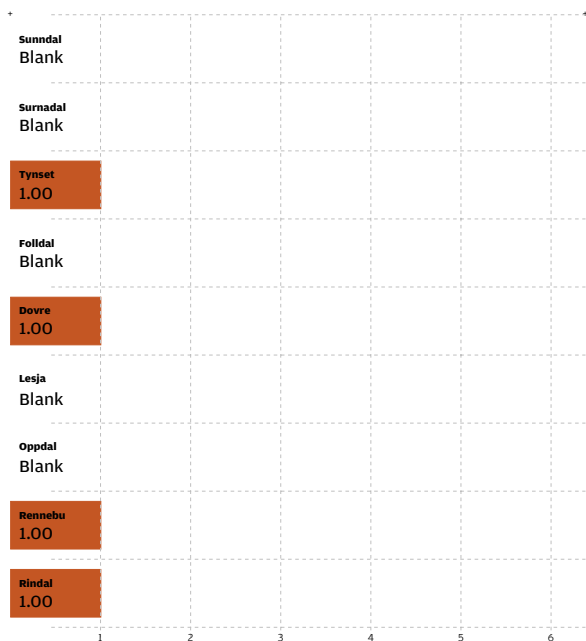 Sunndal
Blank
Surnadal
Blank
Tynset
1.00
Folldal
Blank
Dovre
1.00
Lesja
Blank
Oppdal
Blank
Rennebu
1.00
Rindal
1.00
1 2 3 4 5 6